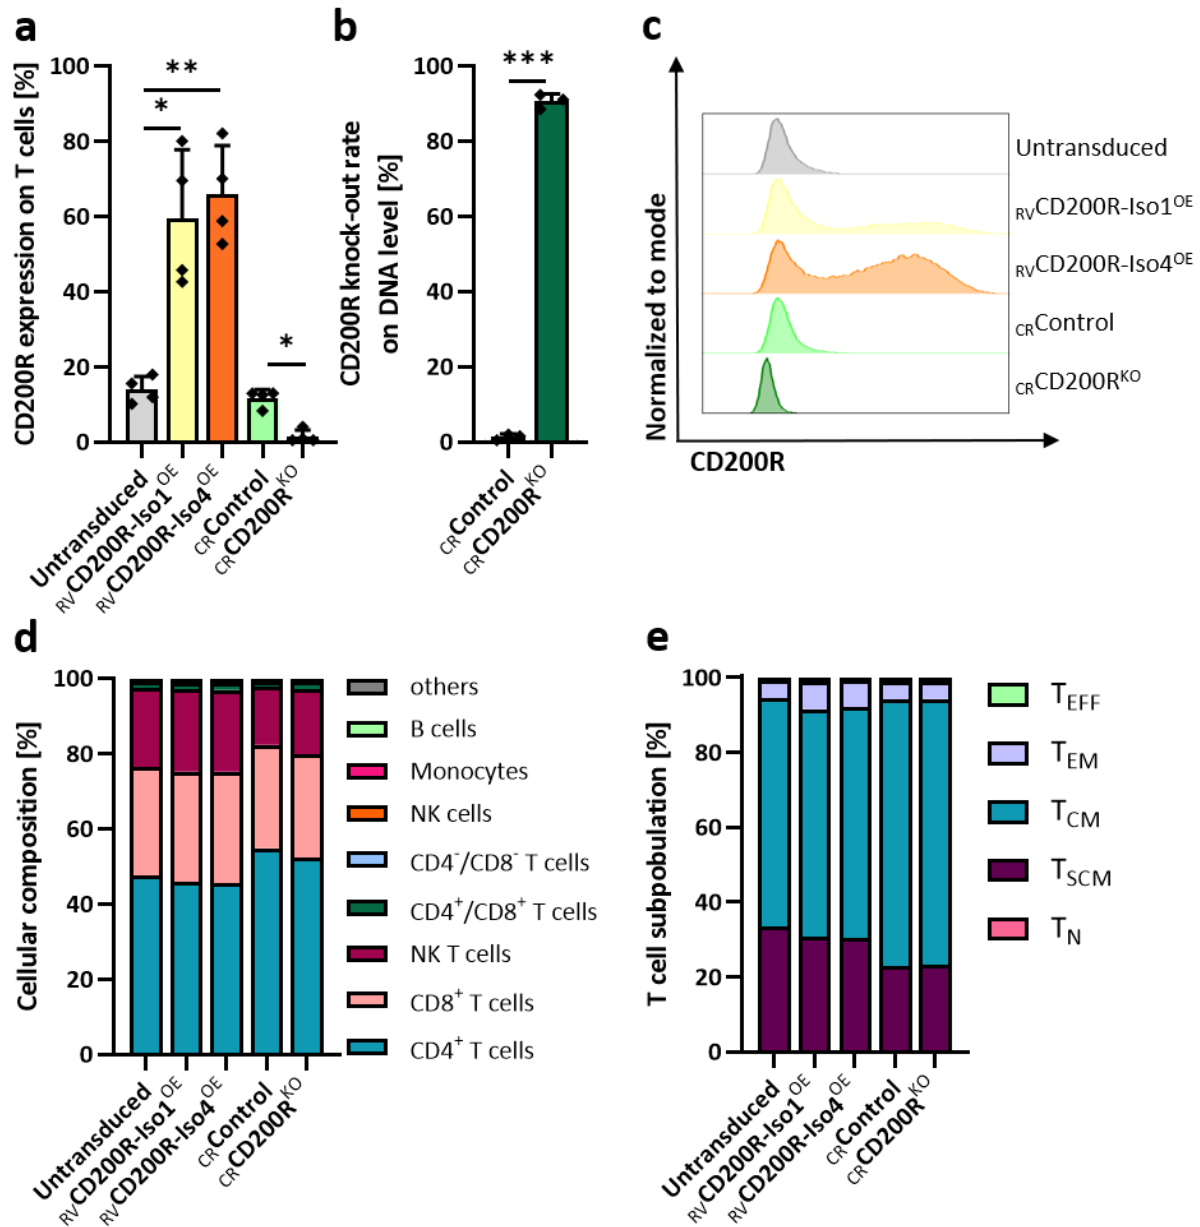 a
CD200R expression on T cells [%]
100
80
60
40
20
0
**
*
*
Untransduced
RVCD200R-Iso1OE
RVCD200R-Iso4OE
CRControl
CRCD200RKO
b
CD200R knock-out rate
on DNA level [%]
100
80
60
40
20
0
***
CRControl
CRCD200RKO
c
Normalized to mode
CD200R
Untransduced
RVCD200R-Iso1OE
RVCD200R-Iso4OE
CRControl
CRCD200RKO
d
Cellular composition [%]
100
80
60
40
20
0
Untransduced
RVCD200R-Iso1OE
RVCD200R-Iso4OE
CRControl
CRCD200RKO
others
B cells
Monocytes
NK cells
CD4-/CD8- T cells
CD4+/CD8+ T cells
NK T cells
CD8+ T cells
CD4+ T cells
e
T cell subpobulation [%]
100
80
60
40
20
0
Untransduced
RVCD200R-Iso1OE
RVCD200R-Iso4OE
CRControl
CRCD200RKO
TEFF
TEM
TCM
TSCM
TN